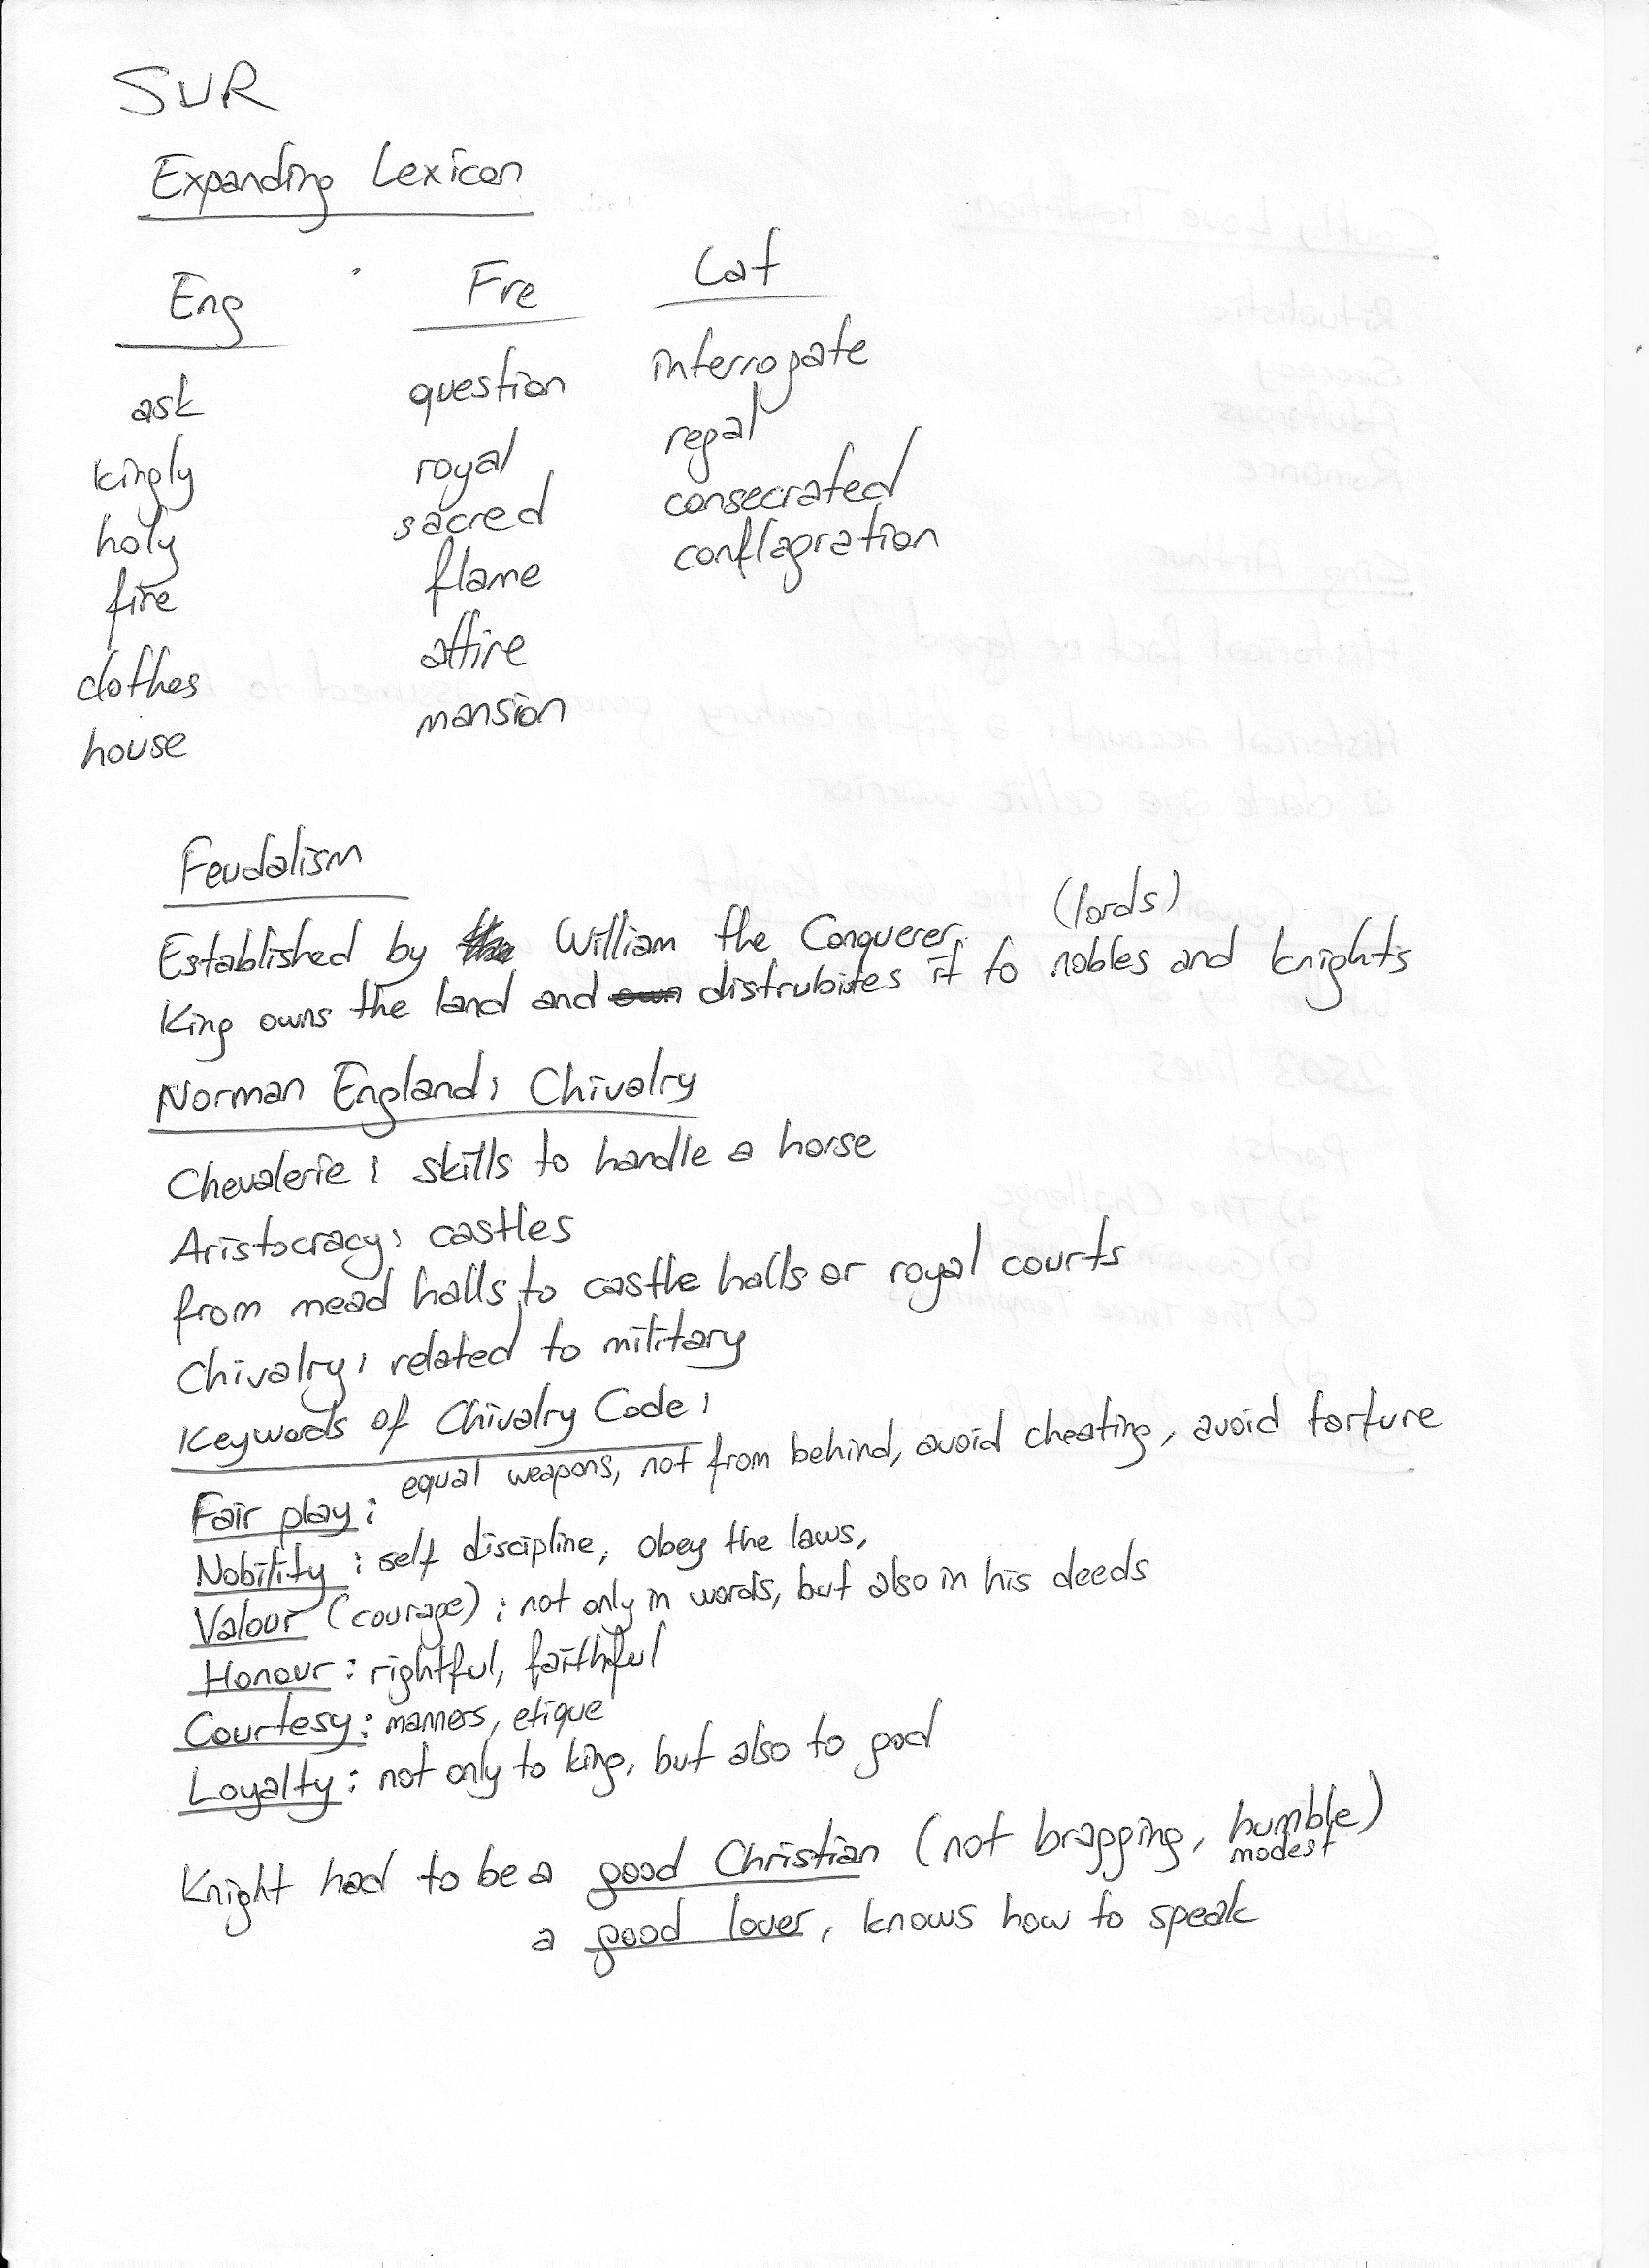 SUR
Expanding Lexicon
Eng Fre Lat
ask question interrogate
kingly royal regal
holy sacred consecrated
fire flame conflagration
clothes attire
house mansion
Feudalism
Established by William the Conquerer. (lords)
King owns the land and own distrubites it to nobles and knights
Norman England: Chivalry
Chevalerie: skills to handle a horse
Aristocracy: castles
from mead halls to castle halls or royal courts
Chivalry: related to military
Keywords of Chivalry Code:
Fair play: equal weapons, not from behind, avoid cheating, avoid torture
Nobility: self discipline, obey the laws,
Valour (courage): not only in words, but also in his deeds
Honour: rightful, faithful
Courtesy: manners, etique
Loyalty: not only to king, but also to god
Knight had to be a good Christian (not bragging, humble)
modest
a good lover, knows how to speak